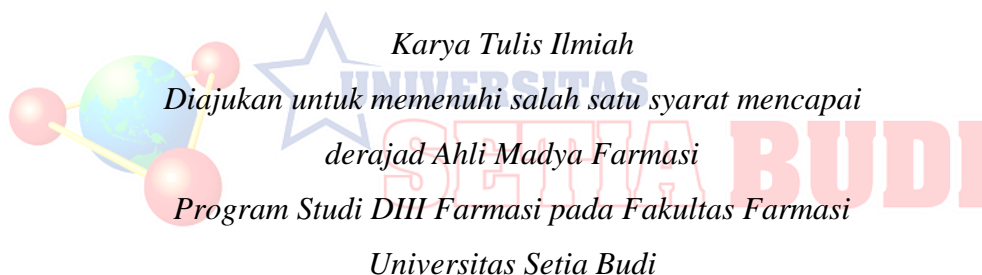 Karya Tulis Ilmiah
UNIVERSITAS
Diajukan untuk memenuhi salah satu syarat mencapai
SETIA BUDI
derajad Ahli Madya Farmasi
Program Studi DIII Farmasi pada Fakultas Farmasi
Universitas Setia Budi